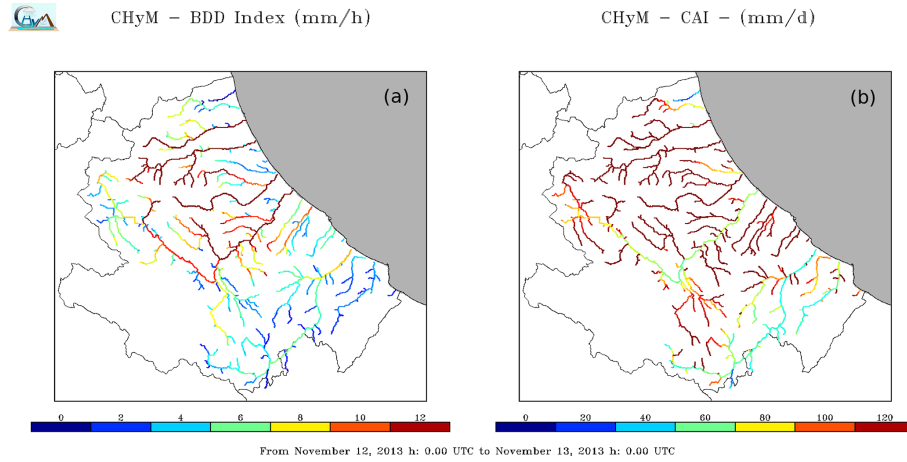 CHyM − BDD Index (mm/h)
CHyM − CAI − (mm/d)
(a)
(b)
0 2 4 6 8 10 12
0 20 40 60 80 100 120
From November 12, 2013 h: 0.00 UTC to November 13, 2013 h: 0.00 UTC